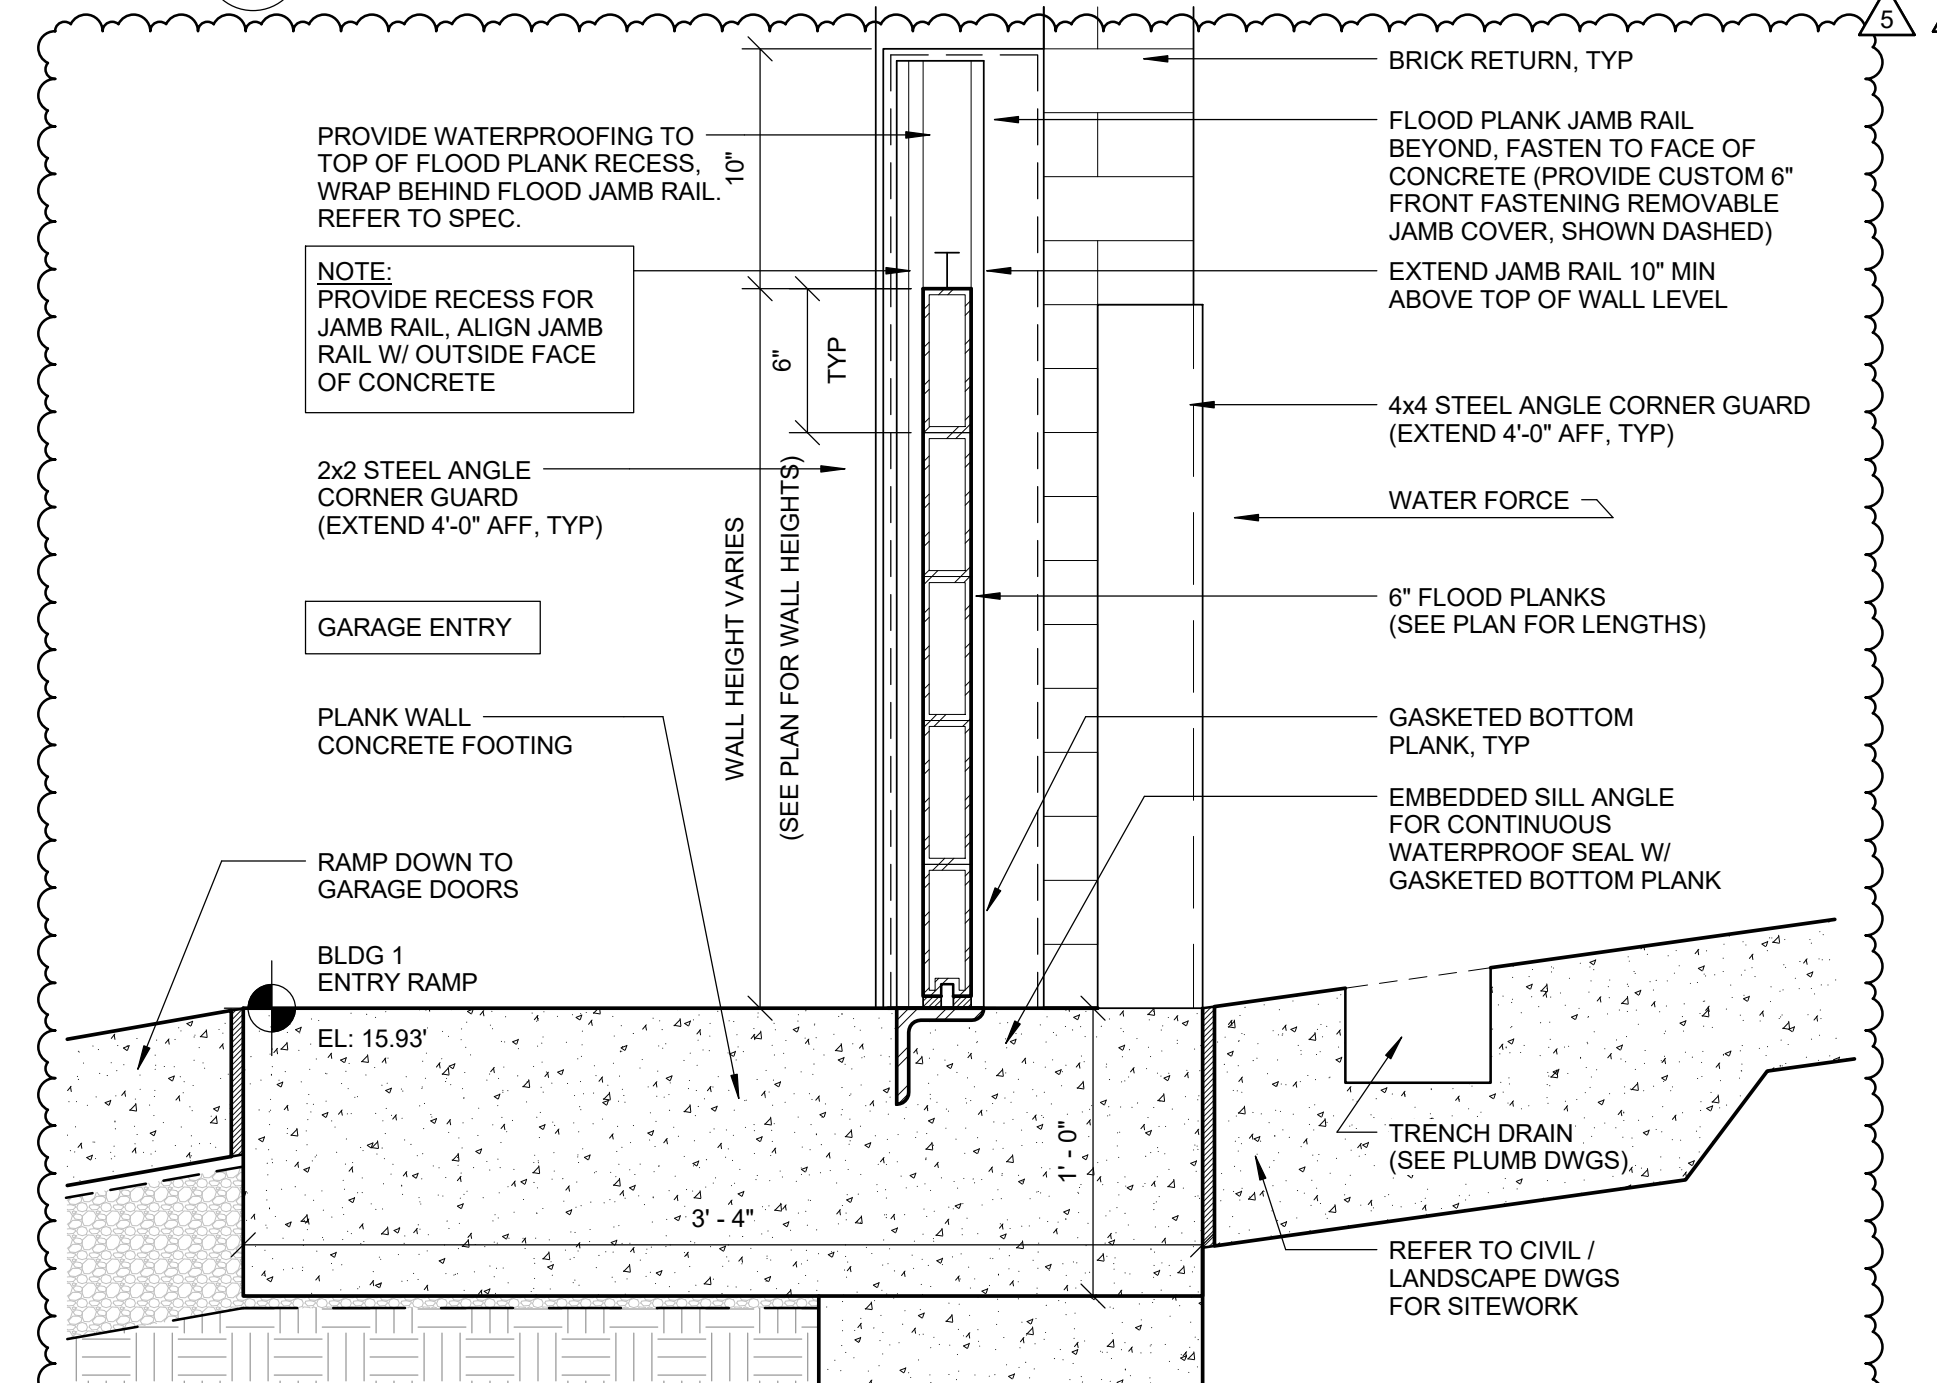 5
BRICK RETURN, TYP
PROVIDE WATERPROOFING TO
TOP OF FLOOD PLANK RECESS,
WRAP BEHIND FLOOD JAMB RAIL.
REFER TO SPEC.
10"
FLOOD PLANK JAMB RAIL
BEYOND, FASTEN TO FACE OF
CONCRETE (PROVIDE CUSTOM 6"
FRONT FASTENING REMOVABLE
JAMB COVER, SHOWN DASHED)
NOTE:
PROVIDE RECESS FOR
JAMB RAIL, ALIGN JAMB
RAIL W/ OUTSIDE FACE
OF CONCRETE
EXTEND JAMB RAIL 10" MIN
ABOVE TOP OF WALL LEVEL
6"
TYP
4x4 STEEL ANGLE CORNER GUARD
(EXTEND 4'-0" AFF, TYP)
2x2 STEEL ANGLE
CORNER GUARD
(EXTEND 4'-0" AFF, TYP)
WALL HEIGHT VARIES
(SEE PLAN FOR WALL HEIGHTS)
WATER FORCE
GARAGE ENTRY
6" FLOOD PLANKS
(SEE PLAN FOR LENGTHS)
PLANK WALL
CONCRETE FOOTING
GASKETED BOTTOM
PLANK, TYP
EMBEDDED SILL ANGLE
FOR CONTINUOUS
WATERPROOF SEAL W/
GASKETED BOTTOM PLANK
RAMP DOWN TO
GARAGE DOORS
BLDG 1
ENTRY RAMP
EL: 15.93'
1' - 0"
3' - 4"
TRENCH DRAIN
(SEE PLUMB DWGS)
REFER TO CIVIL /
LANDSCAPE DWGS
FOR SITEWORK